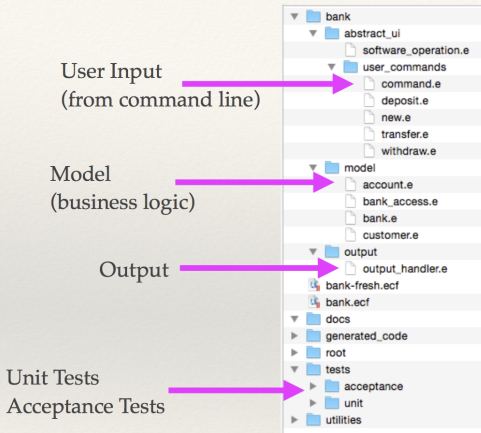 bank
abstract_ui
software_operation.e
user_commands
User Input
(from command line)
command.e
deposit.e
new.e
transfer.e
withdraw.e
Model
(business logic)
model
account.e
bank_access.e
bank.e
customer.e
Output
output
output_handler.e
bank-fresh.ecf
bank.ecf
docs
generated_code
root
tests
Unit Tests
Acceptance Tests
acceptance
unit
utilities